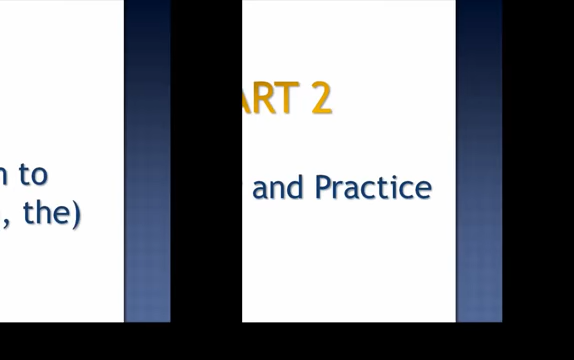 to
, the)
ART 2
and Practice